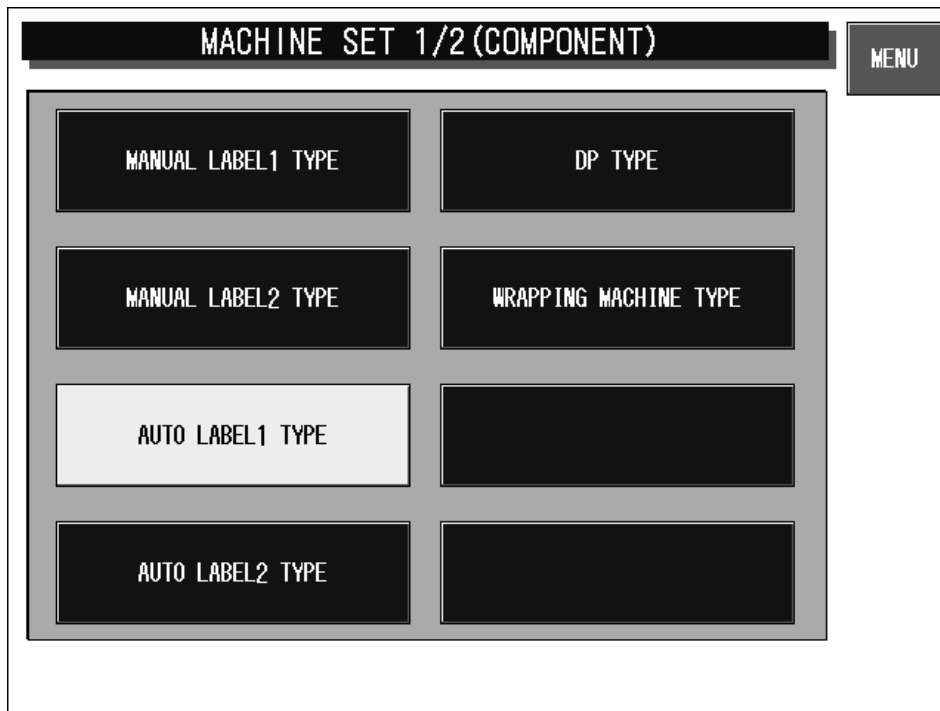 MACHINE SET 1/2(COMPONENT)
MENU
MANUAL LABEL1 TYPE
DP TYPE
MANUAL LABEL2 TYPE
WRAPPING MACHINE TYPE
AUTO LABEL1 TYPE
AUTO LABEL2 TYPE